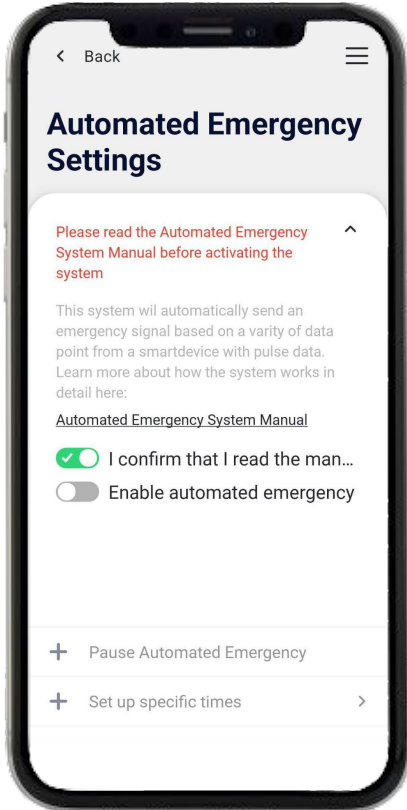 Back
Automated Emergency
Settings
Please read the Automated Emergency
System Manual before activating the
system
This system wil automatically send an
emergency signal based on a varity of data
point from a smartdevice with pulse data.
Learn more about how the system works in
detail here:
Automated Emergency System Manual
I confirm that I read the man...
Enable automated emergency
Pause Automated Emergency
Set up specific times